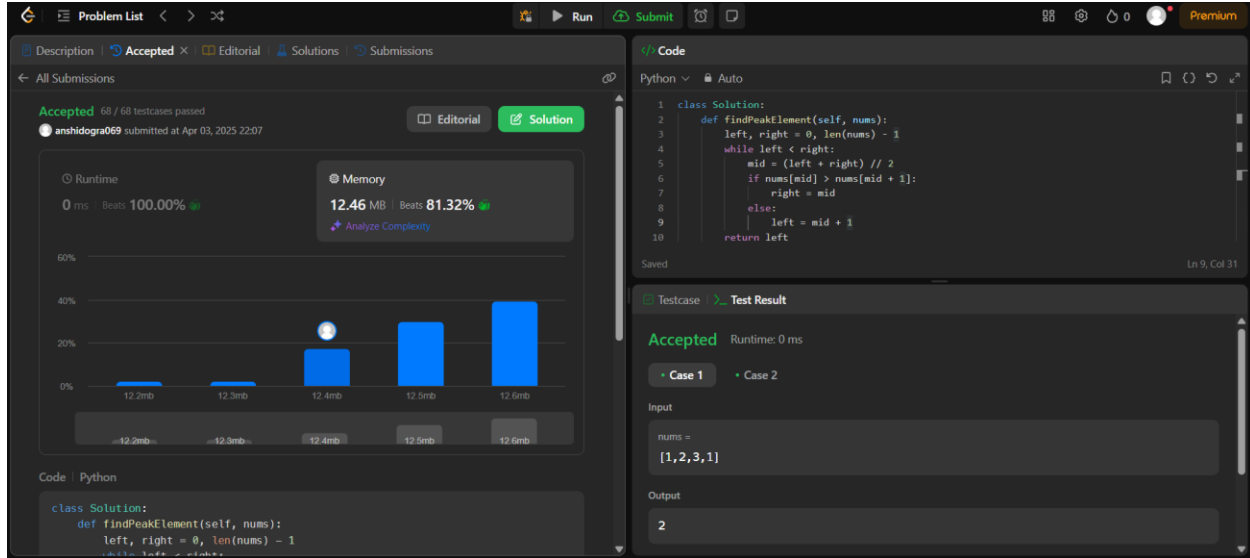 Problem List
Run
Submit
0
Premium
Description
Accepted
Editorial
Solutions
Submissions
All Submissions
Accepted 68 / 68 testcases passed
anshidogra069 submitted at Apr 03, 2025 22:07
Editorial
Solution
Runtime
0 ms Beats 100.00%
Memory
12.46 MB Beats 81.32%
Analyze Complexity
60%
40%
20%
0%
12.2mb 12.3mb 12.4mb 12.5mb 12.6mb
12.2mb 12.3mb 12.4mb 12.5mb 12.6mb
Code | Python
class Solution:
def findPeakElement(self, nums):
left, right = 0, len(nums) - 1
while left < right:
</> Code
Python
Auto
1 class Solution:
2 def findPeakElement(self, nums):
3 left, right = 0, len(nums) - 1
4 while left < right:
5 mid = (left + right) // 2
6 if nums[mid] > nums[mid + 1]:
7 right = mid
8 else:
9 left = mid + 1
10 return left
Saved
Ln 9, Col 31
Testcase
Test Result
Accepted Runtime: 0 ms
• Case 1
• Case 2
Input
nums =
[1,2,3,1]
Output
2